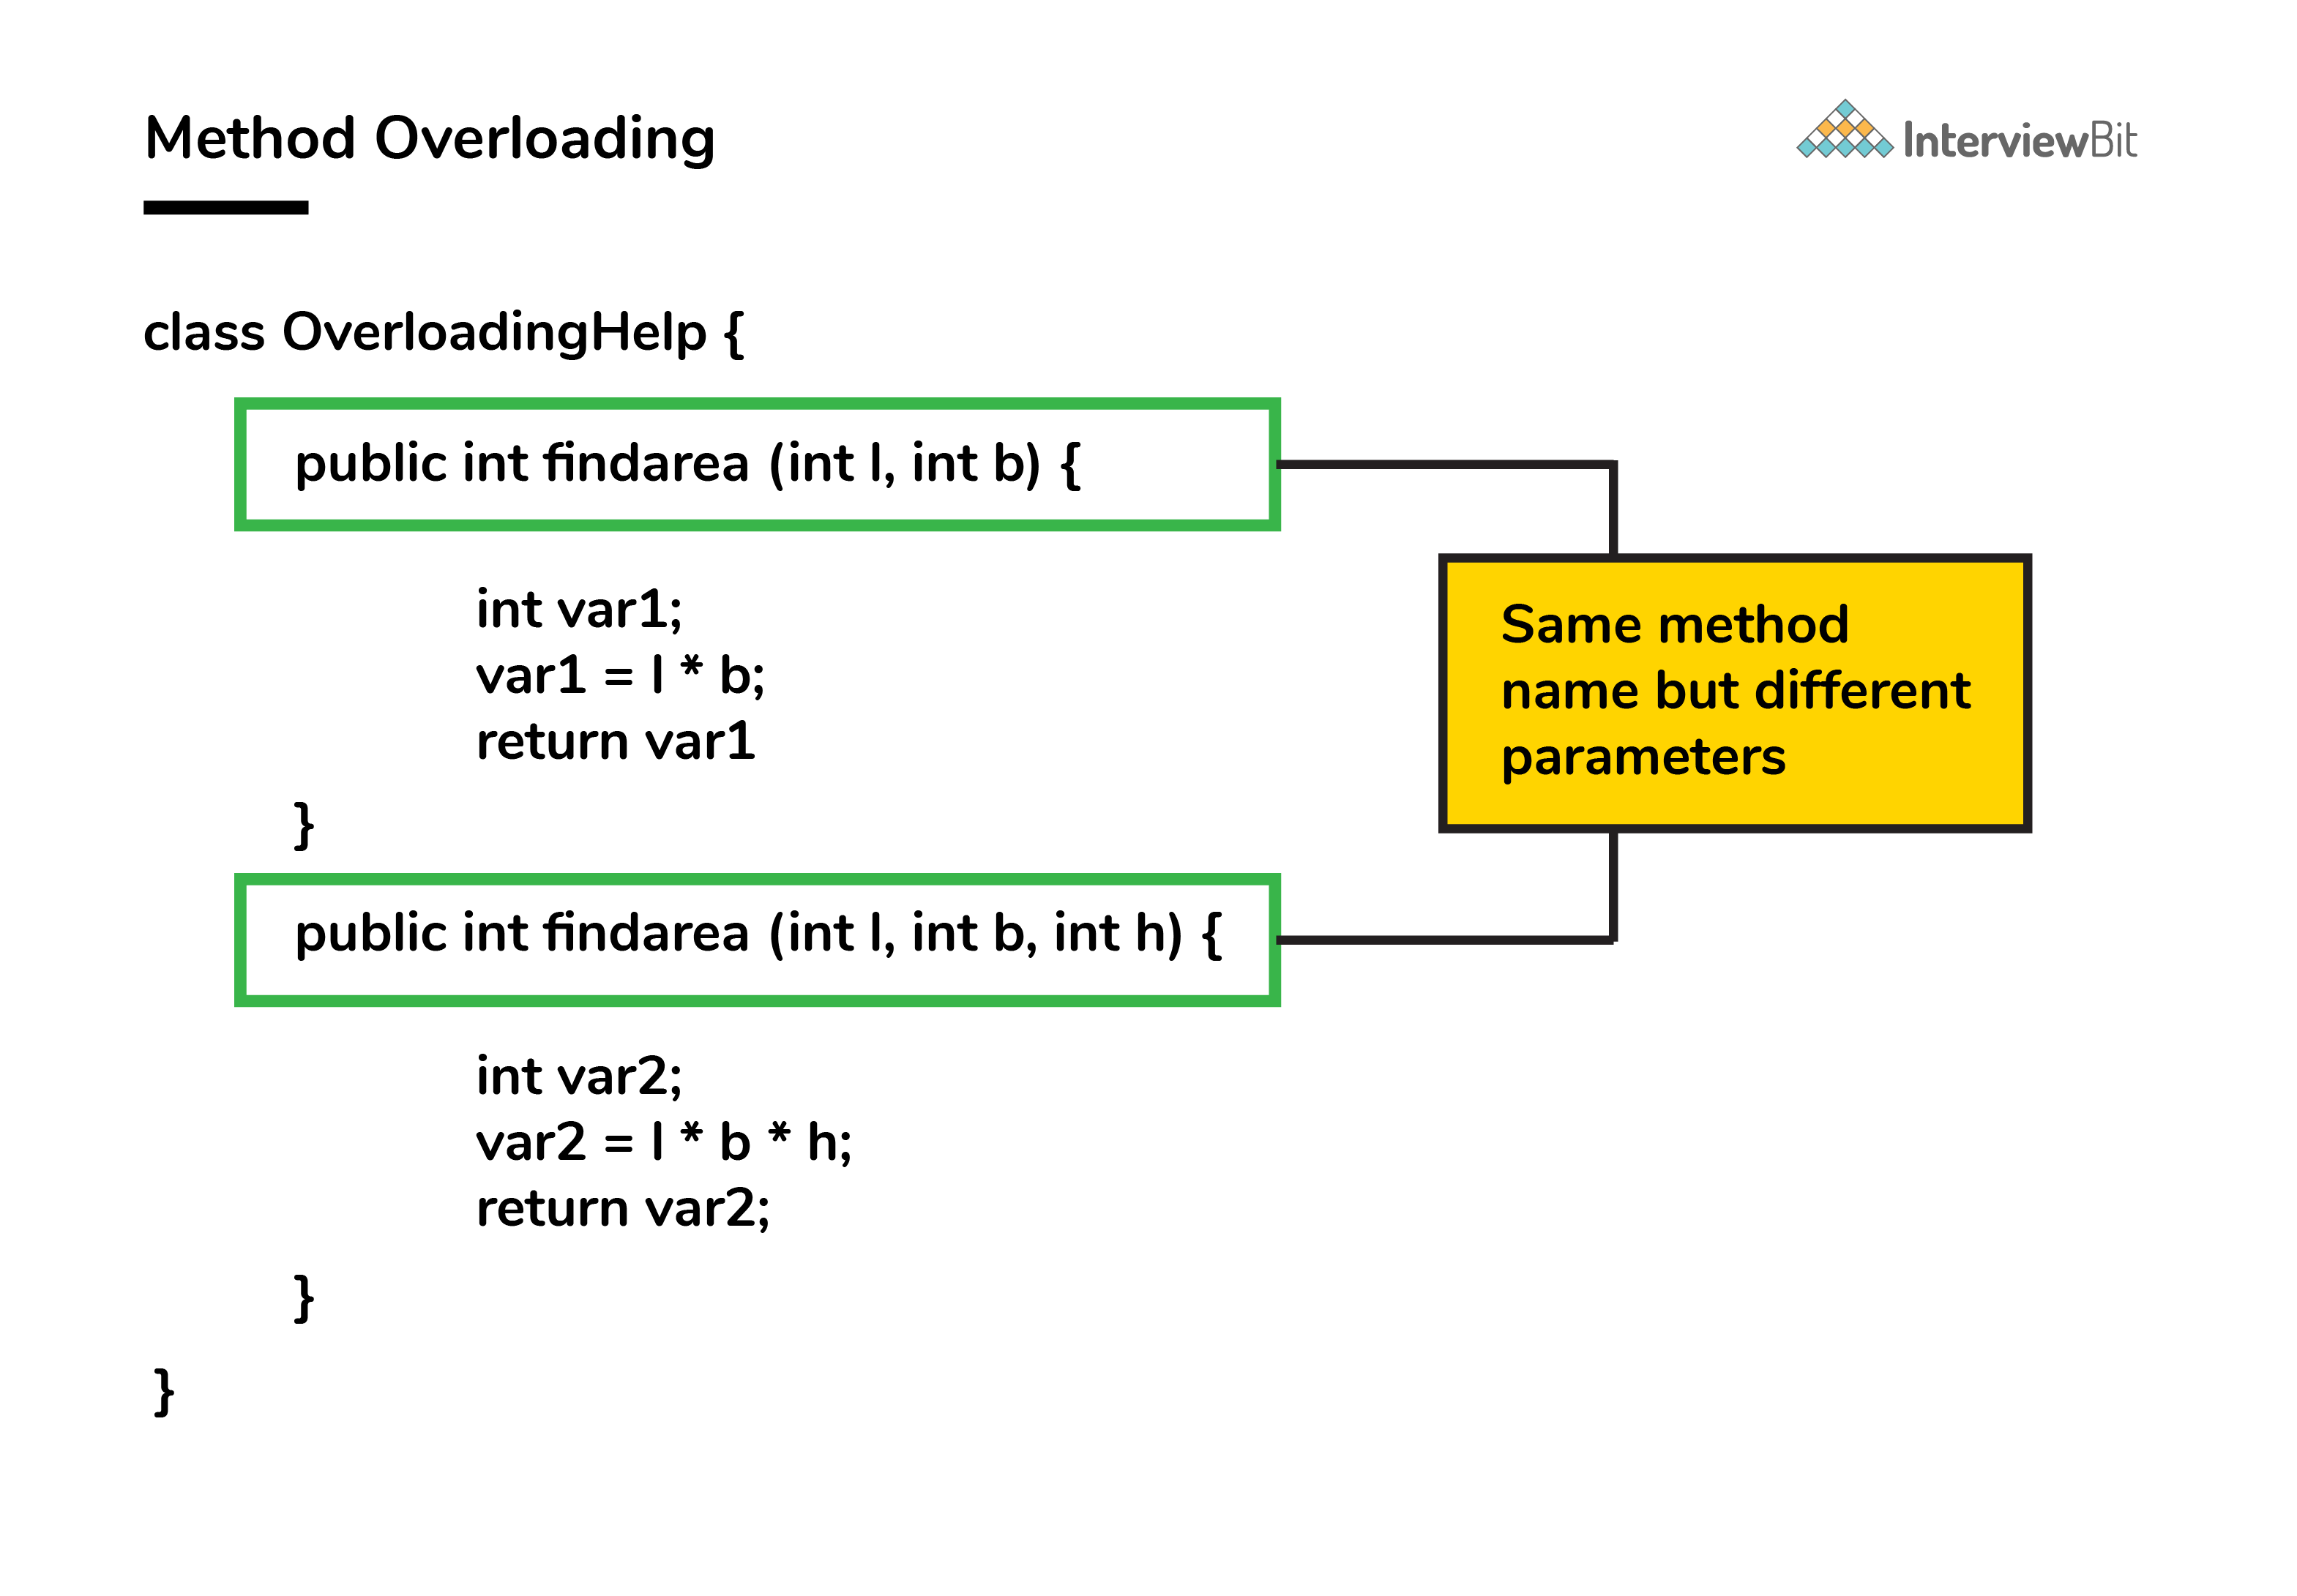 Method Overloading
InterviewBit
class OverloadingHelp {
public int findarea (int l, int b) {
int var1;
var1 = l * b;
return var1
}
Same method
name but different
parameters
public int findarea (int l, int b, int h) {
int var2;
var2 = l * b * h;
return var2;
}
}